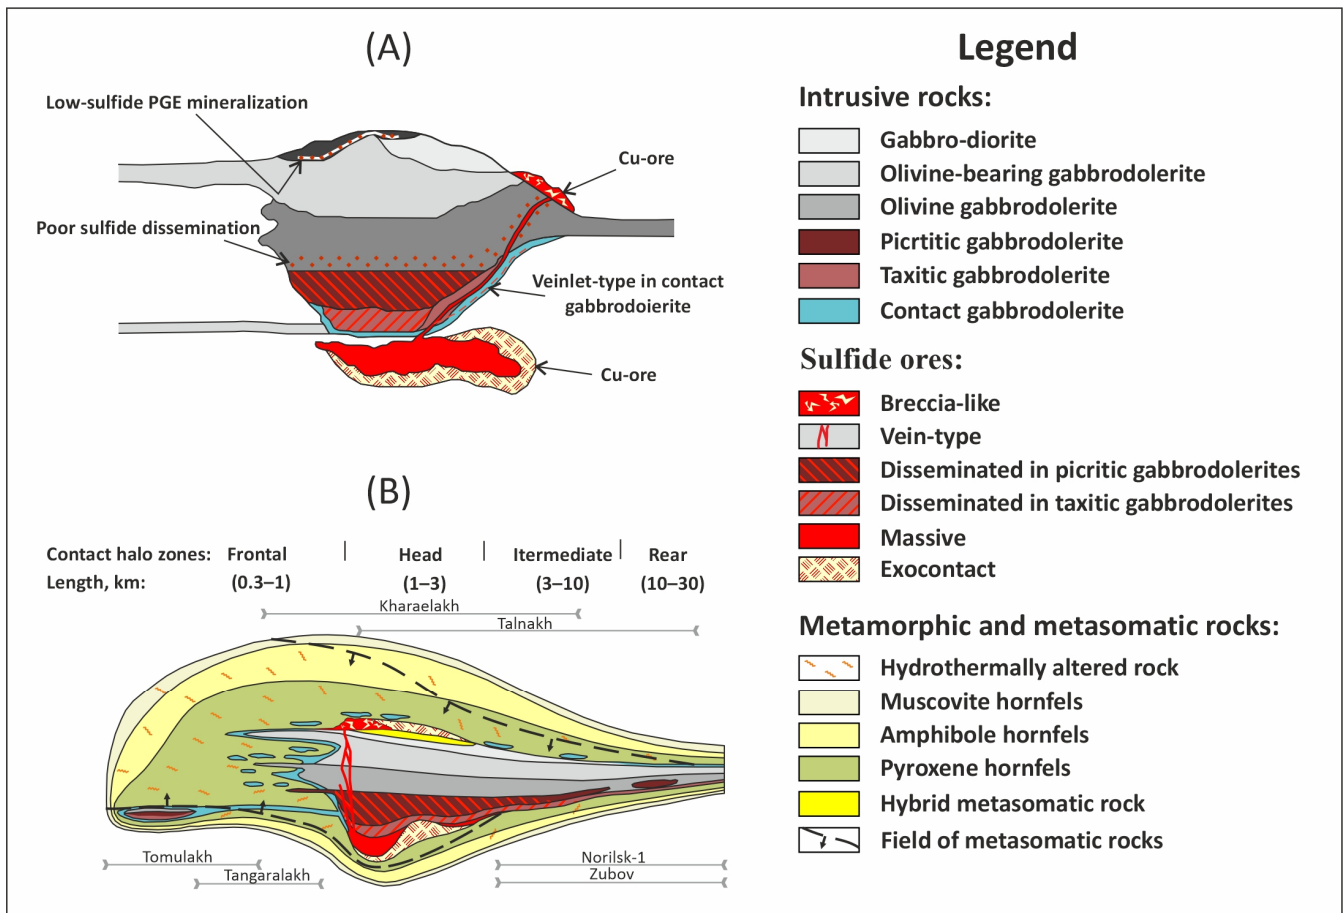 (A)
Low-sulfide PGE mineralization
Cu-ore
Poor sulfide dissemination
Veinlet-type in contact
gabbrodoierite
Cu-ore
(B)
Contact halo zones: Frontal | Head | Itermediate | Rear
Length, km: (0.3–1) (1–3) (3–10) (10–30)
Kharaelakh
Talnakh
Tomulakh
Tangaralakh
Norilsk-1
Zubov
Legend
Intrusive rocks:
Gabbro-diorite
Olivine-bearing gabbrodolerite
Olivine gabbrodolerite
Picrtitic gabbrodolerite
Taxitic gabbrodolerite
Contact gabbrodolerite
Sulfide ores:
Breccia-like
Vein-type
Disseminated in picritic gabbrodolerites
Disseminated in taxitic gabbrodolerites
Massive
Exocontact
Metamorphic and metasomatic rocks:
Hydrothermally altered rock
Muscovite hornfels
Amphibole hornfels
Pyroxene hornfels
Hybrid metasomatic rock
Field of metasomatic rocks